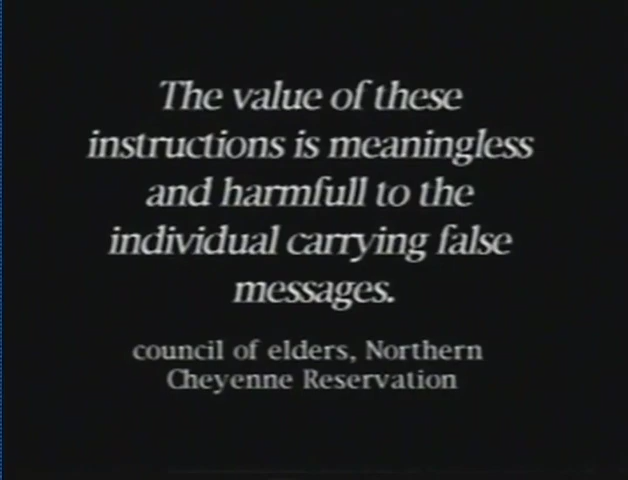 The value of these
instructions is meaningless
and harmfull to the
individual carrying false
messages.
council of elders, Northern
Cheyenne Reservation